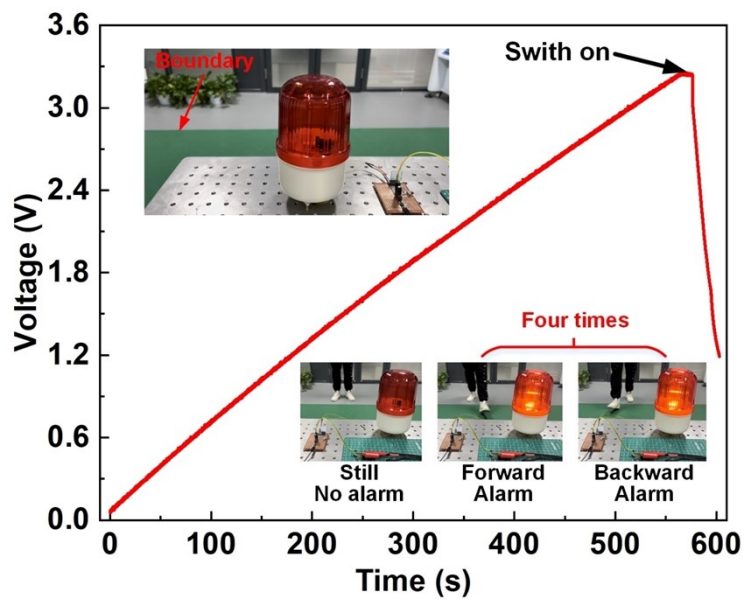 3.6
3.0
2.4
1.8
1.2
0.6
0.0
Voltage (V)
Boundary
Swith on
Four times
Still
No alarm
Forward
Alarm
Backward
Alarm
0
100
200
300
400
500
600
Time (s)